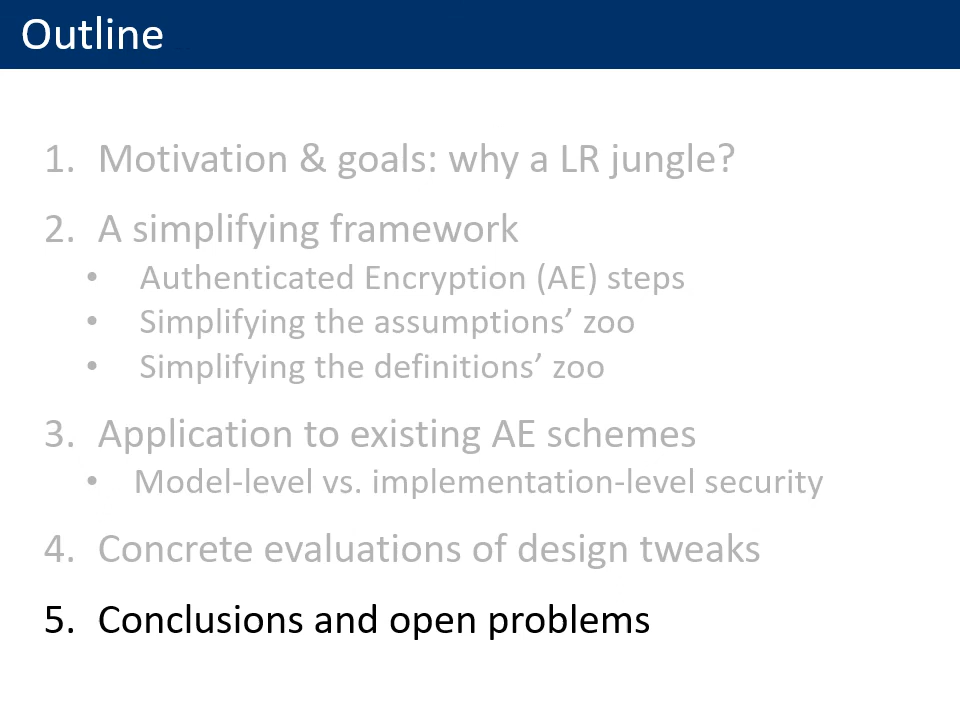 Outline
1. Motivation & goals: why a LR jungle?
2. A simplifying framework
• Authenticated Encryption (AE) steps
• Simplifying the assumptions’ zoo
• Simplifying the definitions’ zoo
3. Application to existing AE schemes
• Model-level vs. implementation-level security
4. Concrete evaluations of design tweaks
5. Conclusions and open problems